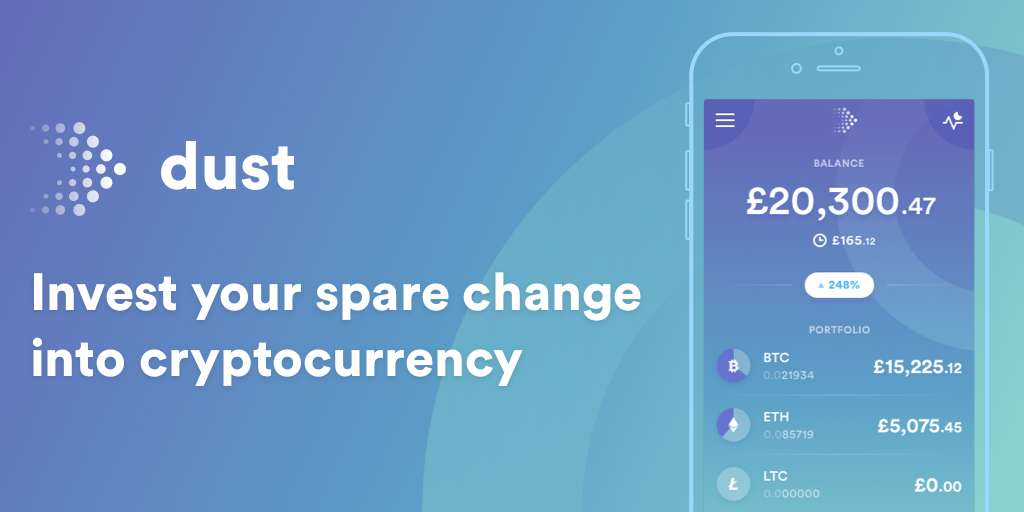 dust
Invest your spare change
into cryptocurrency
BALANCE
£20,300.47
£165.12
▲ 248%
PORTFOLIO
BTC
0.021934
£15,225.12
ETH
0.085719
£5,075.45
LTC
0.000000
£0.00